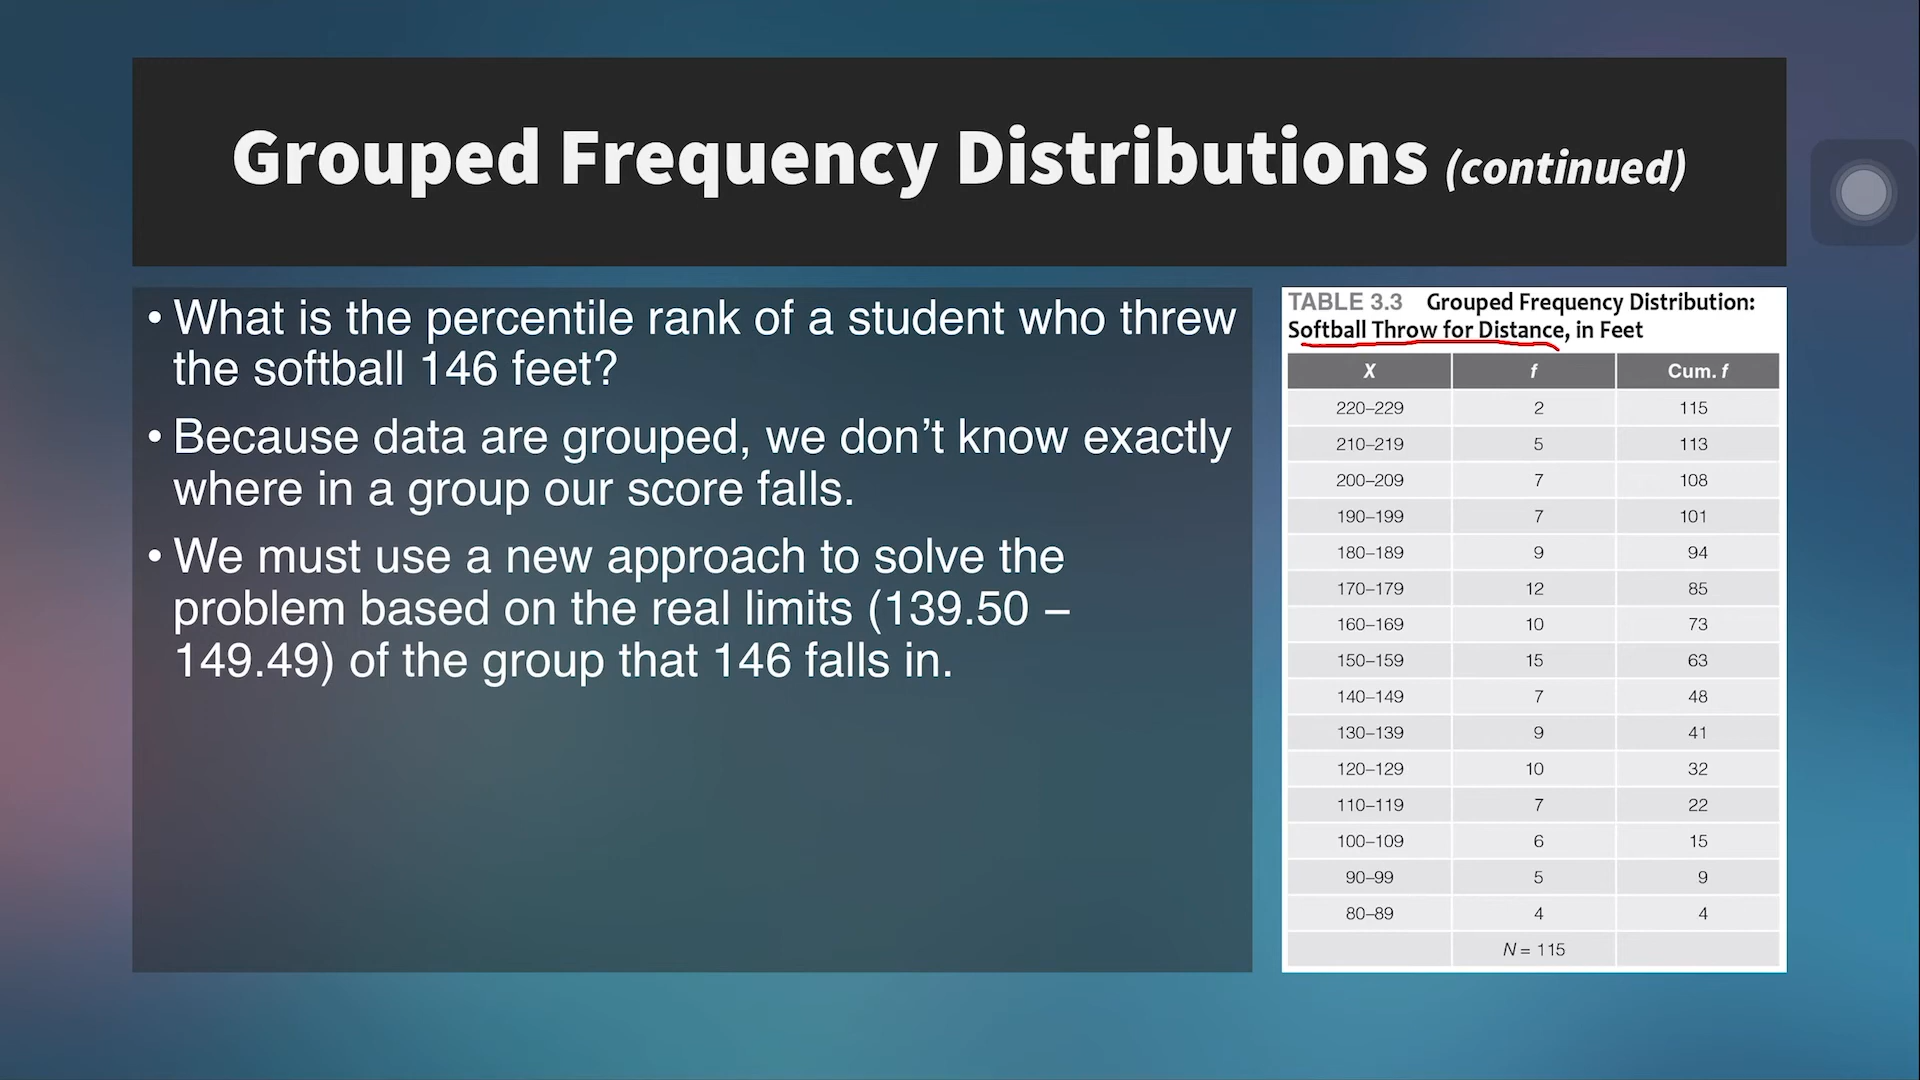 Grouped Frequency Distributions (continued)
• What is the percentile rank of a student who threw
the softball 146 feet?
• Because data are grouped, we don’t know exactly
where in a group our score falls.
• We must use a new approach to solve the
problem based on the real limits (139.50 –
149.49) of the group that 146 falls in.
TABLE 3.3 Grouped Frequency Distribution:
Softball Throw for Distance, in Feet
X f Cum. f
220–229 2 115
210–219 5 113
200–209 7 108
190–199 7 101
180–189 9 94
170–179 12 85
160–169 10 73
150–159 15 63
140–149 7 48
130–139 9 41
120–129 10 32
110–119 7 22
100–109 6 15
90–99 5 9
80–89 4 4
N = 115